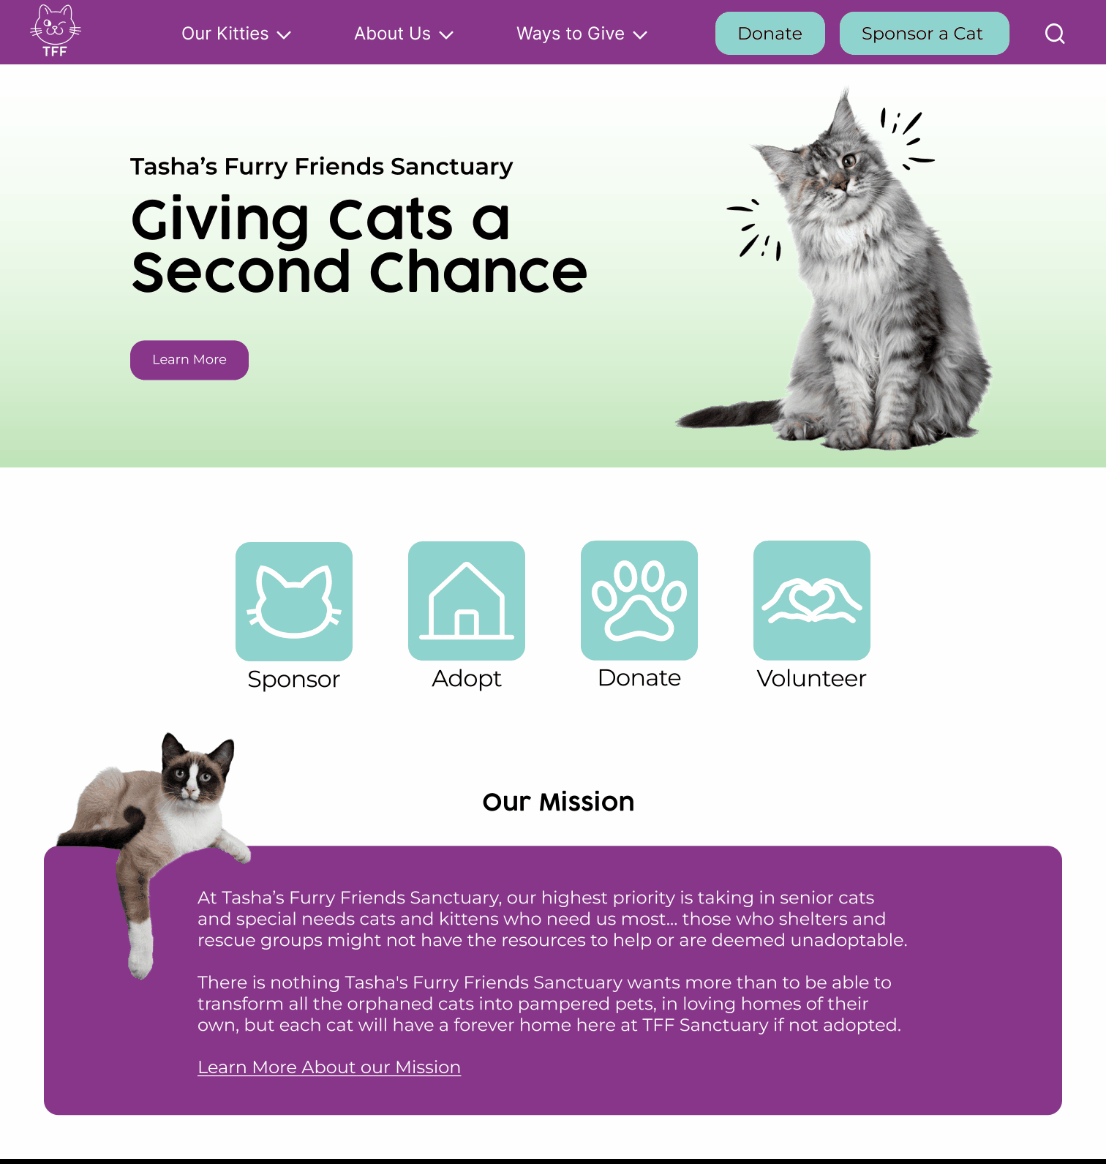 TFF
Our Kitties
About Us
Ways to Give
Donate
Sponsor a Cat
Tasha’s Furry Friends Sanctuary
Giving Cats a
Second Chance
Learn More
Sponsor
Adopt
Donate
Volunteer
Our Mission
At Tasha’s Furry Friends Sanctuary, our highest priority is taking in senior cats
and special needs cats and kittens who need us most... those who shelters and
rescue groups might not have the resources to help or are deemed unadoptable.
There is nothing Tasha's Furry Friends Sanctuary wants more than to be able to
transform all the orphaned cats into pampered pets, in loving homes of their
own, but each cat will have a forever home here at TFF Sanctuary if not adopted.
Learn More About our Mission